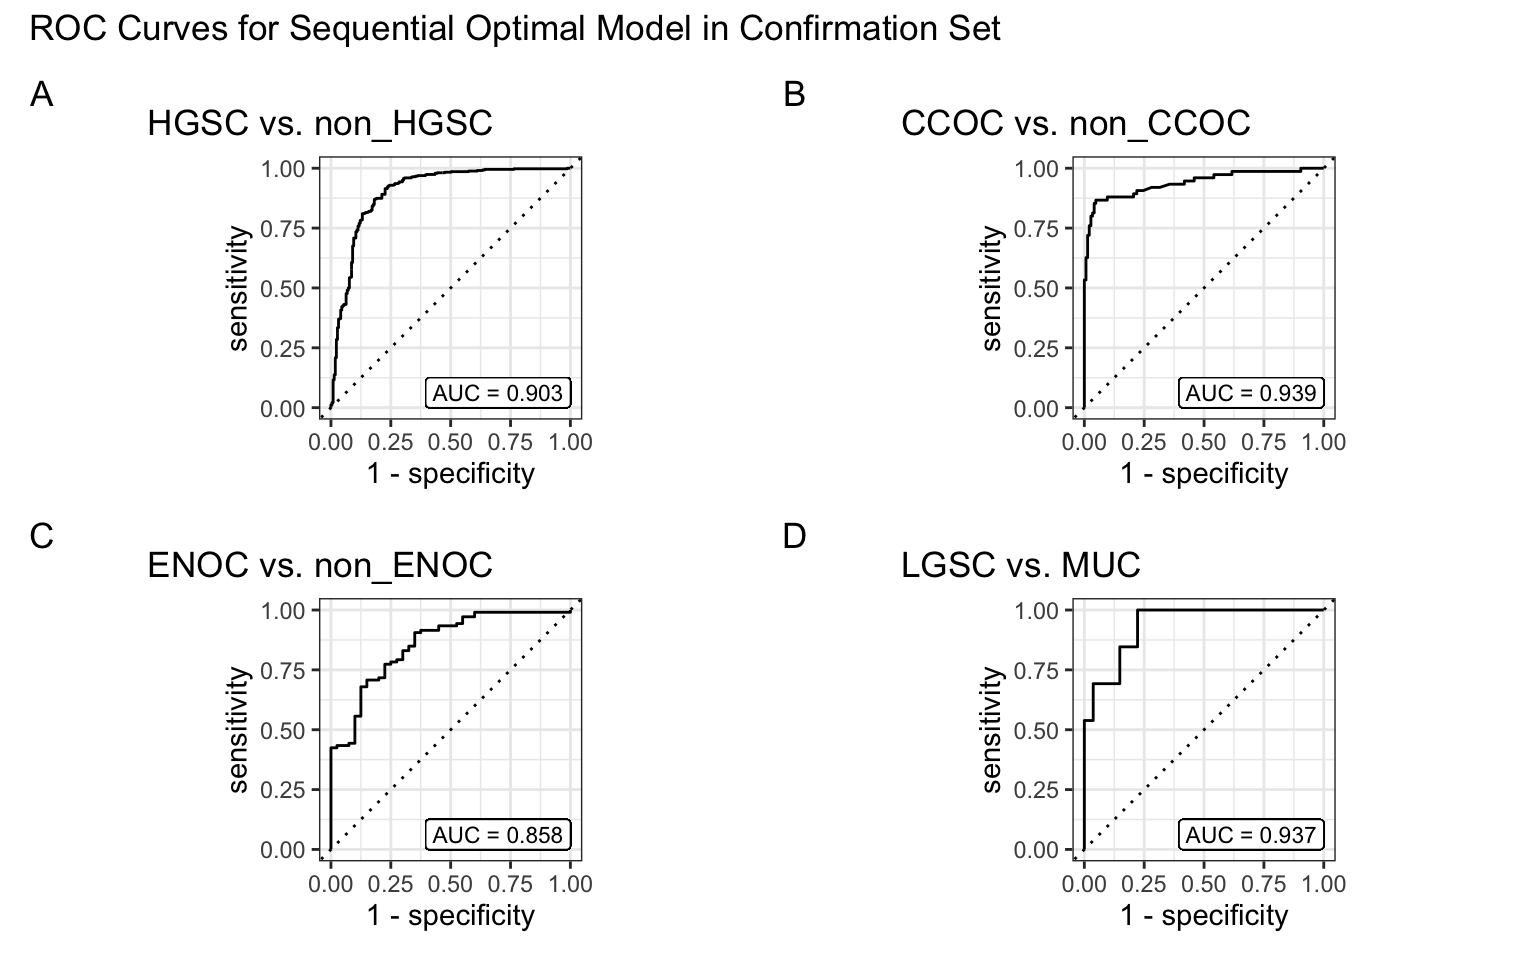 ROC Curves for Sequential Optimal Model in Confirmation Set
A
HGSC vs. non_HGSC
1.00
0.75
0.50
0.25
0.00
sensitivity
AUC = 0.903
0.00 0.25 0.50 0.75 1.00
1 - specificity
B
CCOC vs. non_CCOC
1.00
0.75
0.50
0.25
0.00
sensitivity
AUC = 0.939
0.00 0.25 0.50 0.75 1.00
1 - specificity
C
ENOC vs. non_ENOC
1.00
0.75
0.50
0.25
0.00
sensitivity
AUC = 0.858
0.00 0.25 0.50 0.75 1.00
1 - specificity
D
LGSC vs. MUC
1.00
0.75
0.50
0.25
0.00
sensitivity
AUC = 0.937
0.00 0.25 0.50 0.75 1.00
1 - specificity